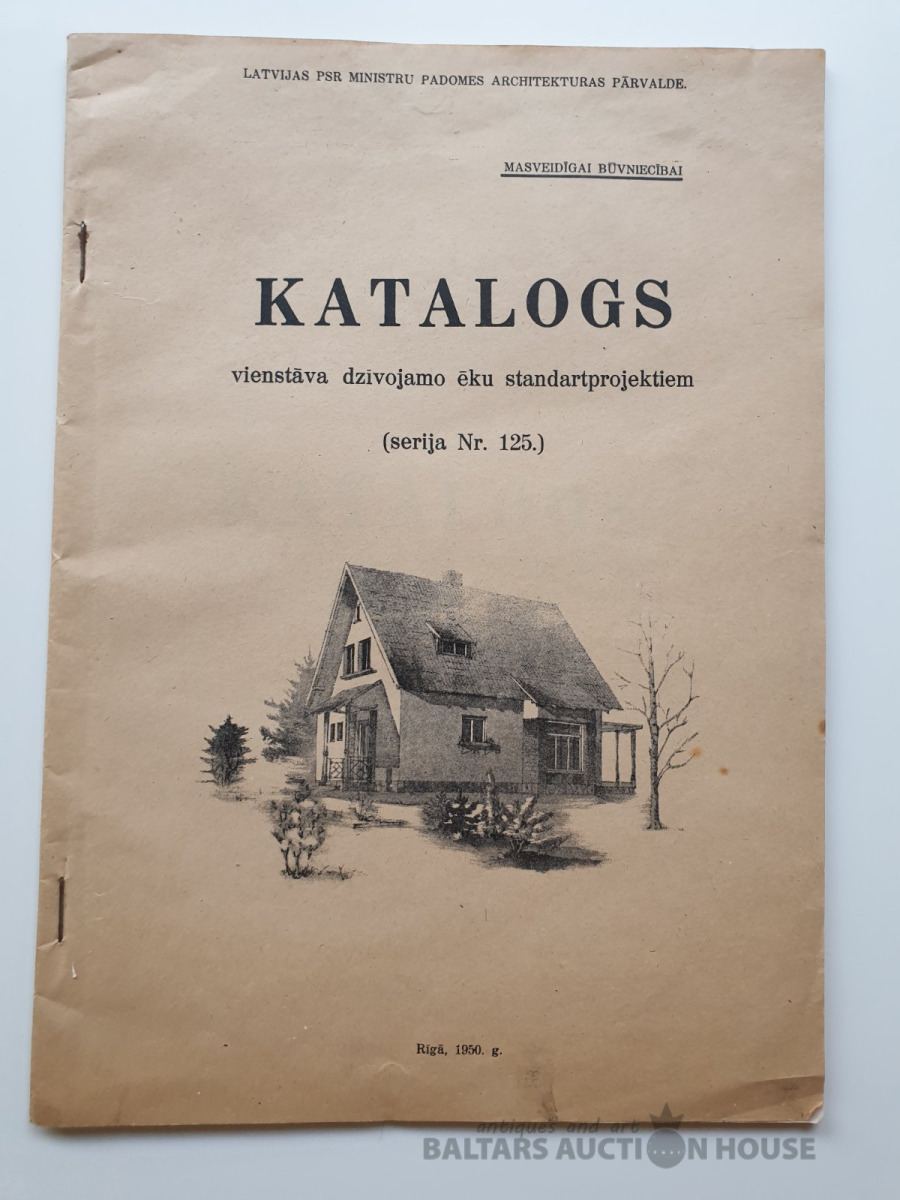 LATVIJAS PSR MINISTRU PADOMES ARCHITEKTURAS PĀRVALDE.
MASVEIDĪGAI BŪVNIECĪBAI
KATALOGS
vienstāva dzīvojamo ēku standartprojektiem
(serija Nr. 125.)
Rīgā, 1950. g.
antiques and art
BALTARS AUCTION HOUSE